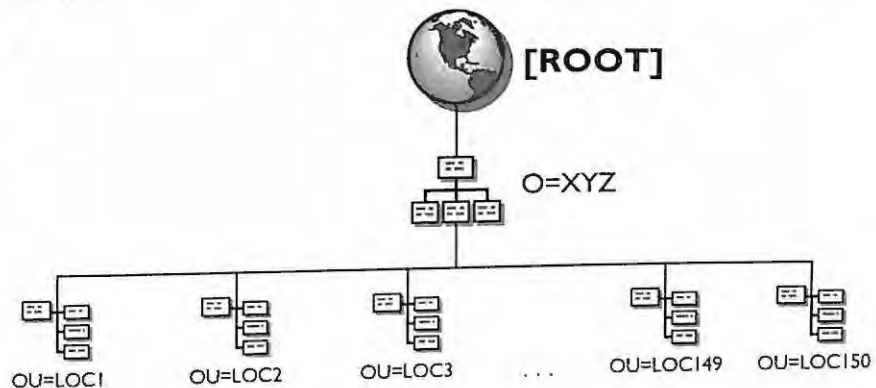 [ROOT]
O=XYZ
OU=LOC1
OU=LOC2
OU=LOC3
. . .
OU=LOC149
OU=LOC150